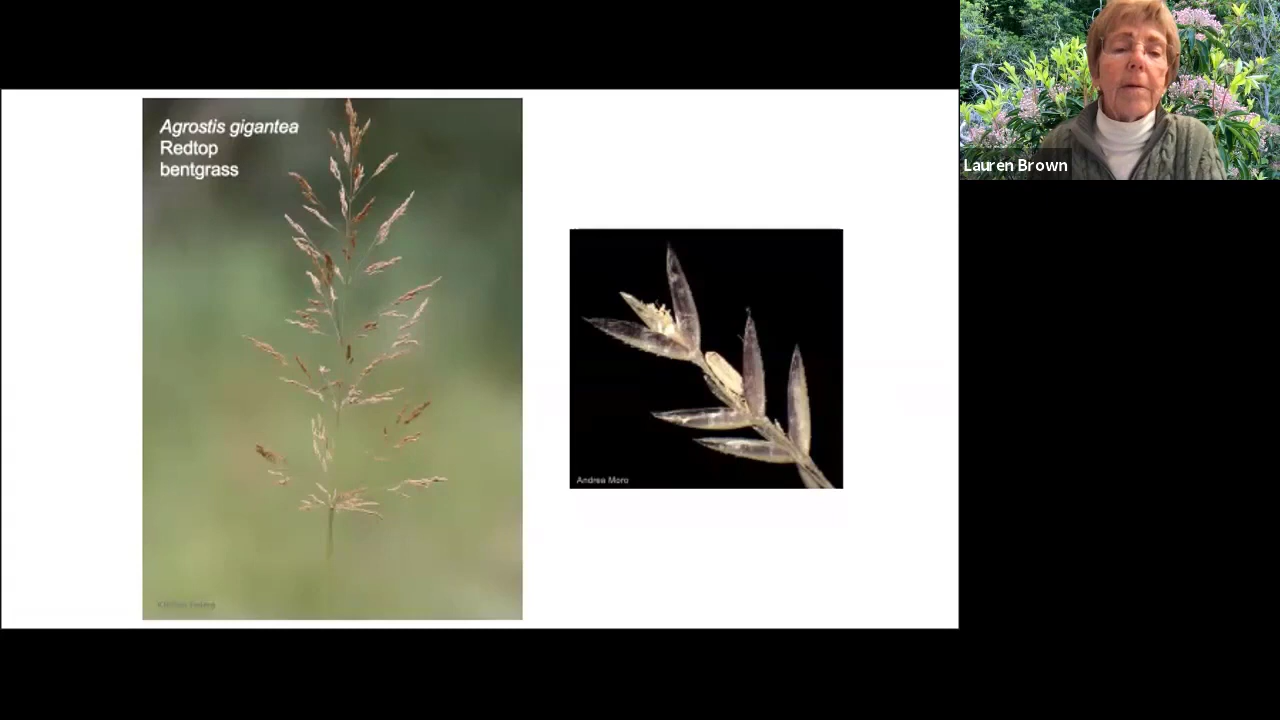 Agrostis gigantea
Redtop
bentgrass
Andrea Moro
Lauren Brown